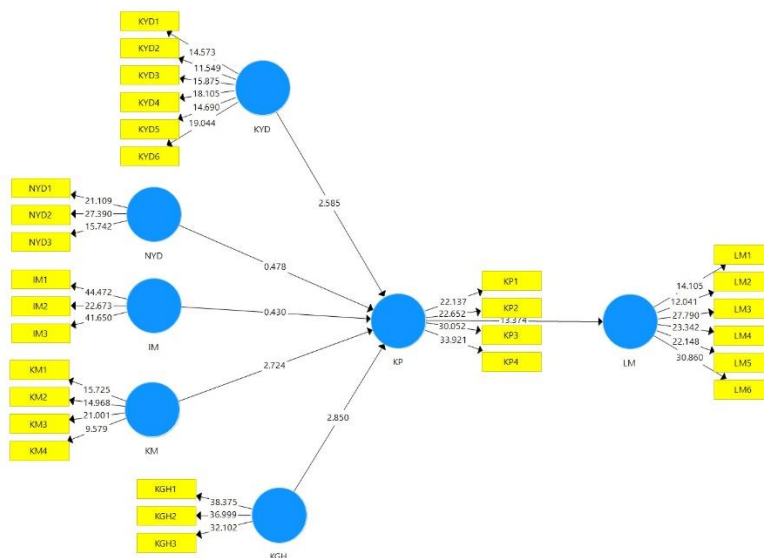 KYD1
KYD2
KYD3
KYD4
KYD5
KYD6
14.573
11.549
15.875
18.105
14.690
19.044
KYD
2.585
NYD1
NYD2
NYD3
21.109
27.390
15.742
NYD
0.478
IM1
IM2
IM3
44.472
22.673
41.650
IM
0.430
KM1
KM2
KM3
KM4
15.725
14.968
21.001
9.579
KM
2.724
KGH1
KGH2
KGH3
38.375
36.999
32.102
KGH
2.850
KP
22.137
22.652
30.052
33.921
KP1
KP2
KP3
KP4
13.374
LM
14.105
12.041
27.790
23.342
22.148
30.860
LM1
LM2
LM3
LM4
LM5
LM6